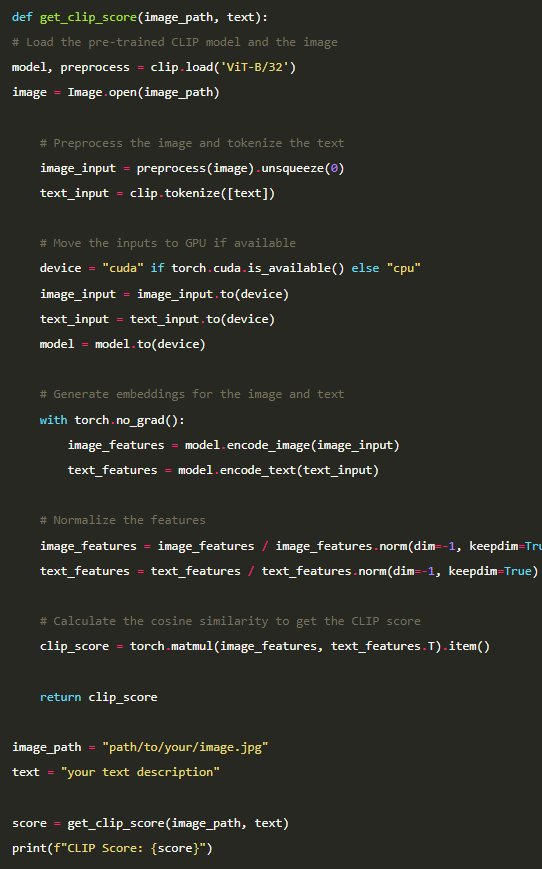 def get_clip_score(image_path, text):
# Load the pre-trained CLIP model and the image
model, preprocess = clip.load('ViT-B/32')
image = Image.open(image_path)
    # Preprocess the image and tokenize the text
    image_input = preprocess(image).unsqueeze(0)
    text_input = clip.tokenize([text])
    # Move the inputs to GPU if available
    device = "cuda" if torch.cuda.is_available() else "cpu"
    image_input = image_input.to(device)
    text_input = text_input.to(device)
    model = model.to(device)
    # Generate embeddings for the image and text
    with torch.no_grad():
        image_features = model.encode_image(image_input)
        text_features = model.encode_text(text_input)
    # Normalize the features
    image_features = image_features / image_features.norm(dim=-1, keepdim=Tru
    text_features = text_features / text_features.norm(dim=-1, keepdim=True)
    # Calculate the cosine similarity to get the CLIP score
    clip_score = torch.matmul(image_features, text_features.T).item()
    return clip_score
image_path = "path/to/your/image.jpg"
text = "your text description"
score = get_clip_score(image_path, text)
print(f"CLIP Score: {score}")